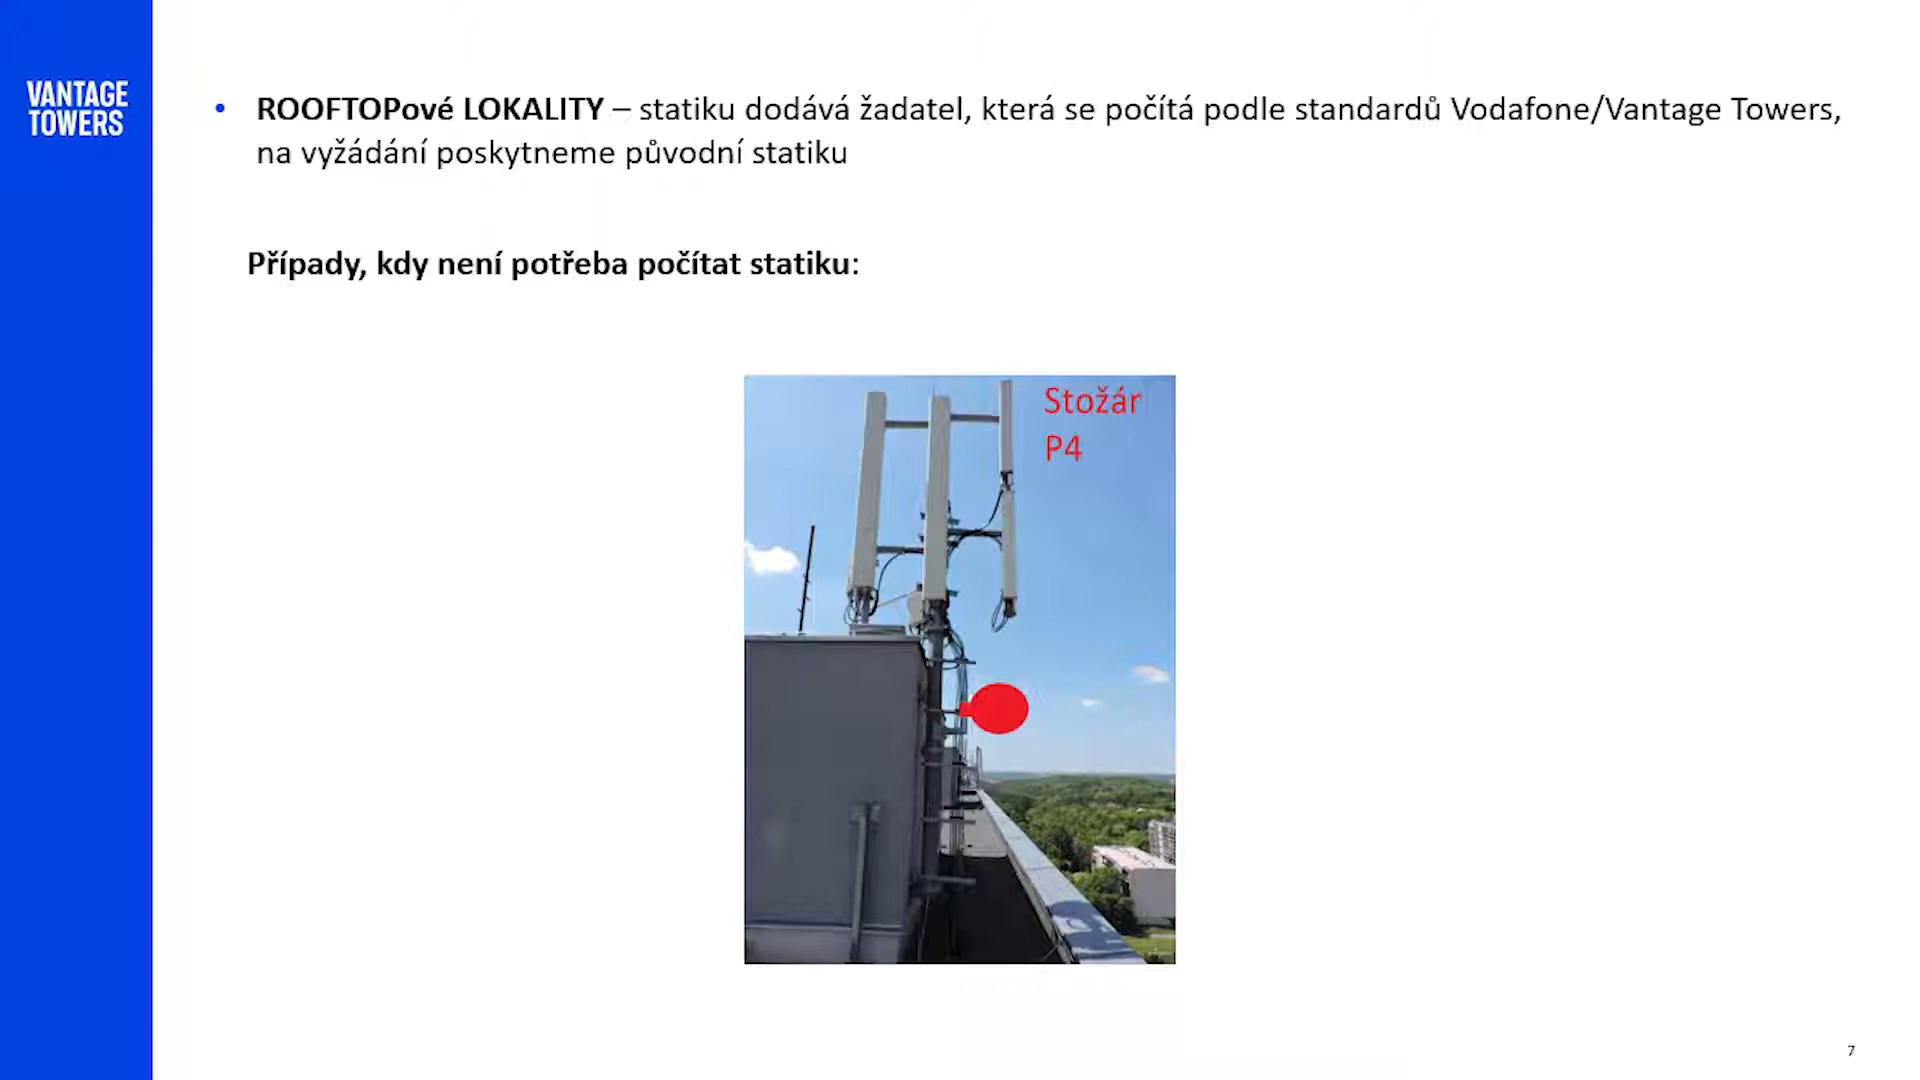 VANTAGE
TOWERS
• ROOFTOPové LOKALITY – statiku dodává žadatel, která se počítá podle standardů Vodafone/Vantage Towers,
na vyžádání poskytneme původní statiku
Případy, kdy není potřeba počítat statiku:
Stožár
P4
7